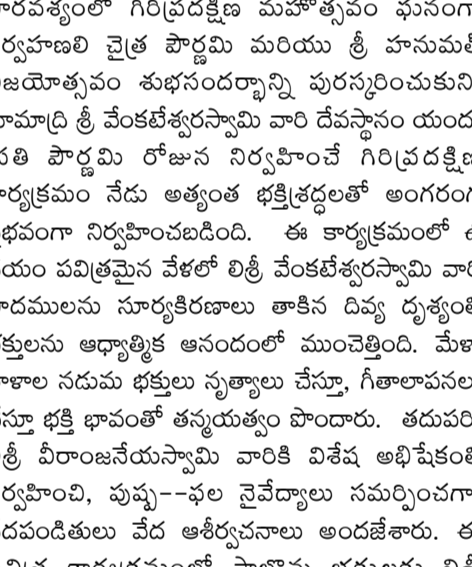 రవశ్యంలో గిరిప్రదక్షిణ మహోత్సవం ఘనంగా
ర్వహణలి చైత్ర పౌర్ణమి మరియు శ్రీ హనుమత్
జయోత్సవం శుభసందర్భాన్ని పురస్కరించుకుని
మాద్రి శ్రీ వేంకటేశ్వరస్వామి వారి దేవస్థానం యంద
పౌర్ణమి రోజున నిర్వహించే గిరిప్రదక్షిణ
ర్యక్రమం నేడు అత్యంత భక్తిశ్రద్ధలతో అంగరంగ
భవంగా నిర్వహించబడింది. ఈ కార్యక్రమంలో ఉ
యం పవిత్రమైన వేళలో లిశ్రీ వేంకటేశ్వరస్వామి వారి
దములను సూర్యకిరణాలు తాకిన దివ్య దృశ్యం
క్తులను ఆధ్యాత్మిక ఆనందంలో ముంచెత్తింది. మేళ
ళాల నడుమ భక్తులు నృత్యాలు చేస్తూ, గీతాలాపనల
స్తూ భక్తి భావంతో తన్మయత్వం పొందారు. తదుపరి
శ్రీ వీరాంజనేయస్వామి వారికి విశేష అభిషేకం
ర్వహించి, పుష్ప--ఫల నైవేద్యాలు సమర్పించగా
దపండితులు వేద ఆశీర్వచనాలు అందజేశారు. ఈ